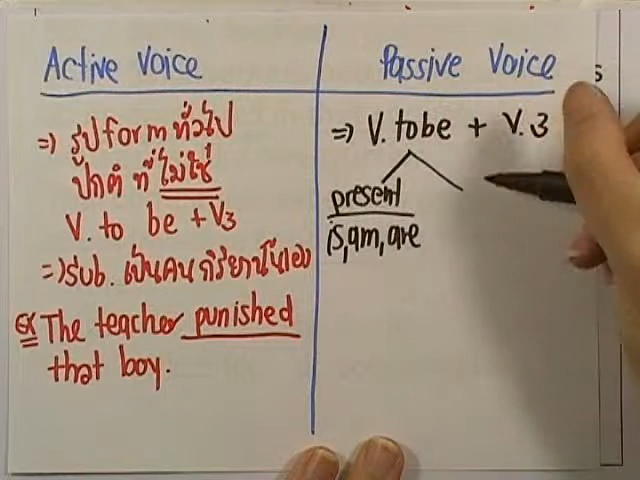 Active Voice
⇒ รูป form ทั่วไป
ปกติ ที่ ไม่ใช่
V. to be + V3
⇒ sub. เป็นคนกริยานั้นเอง
Ex The teacher punished
that boy.
Passive Voice
⇒ V. tobe + V.3
present
is, am, are
s